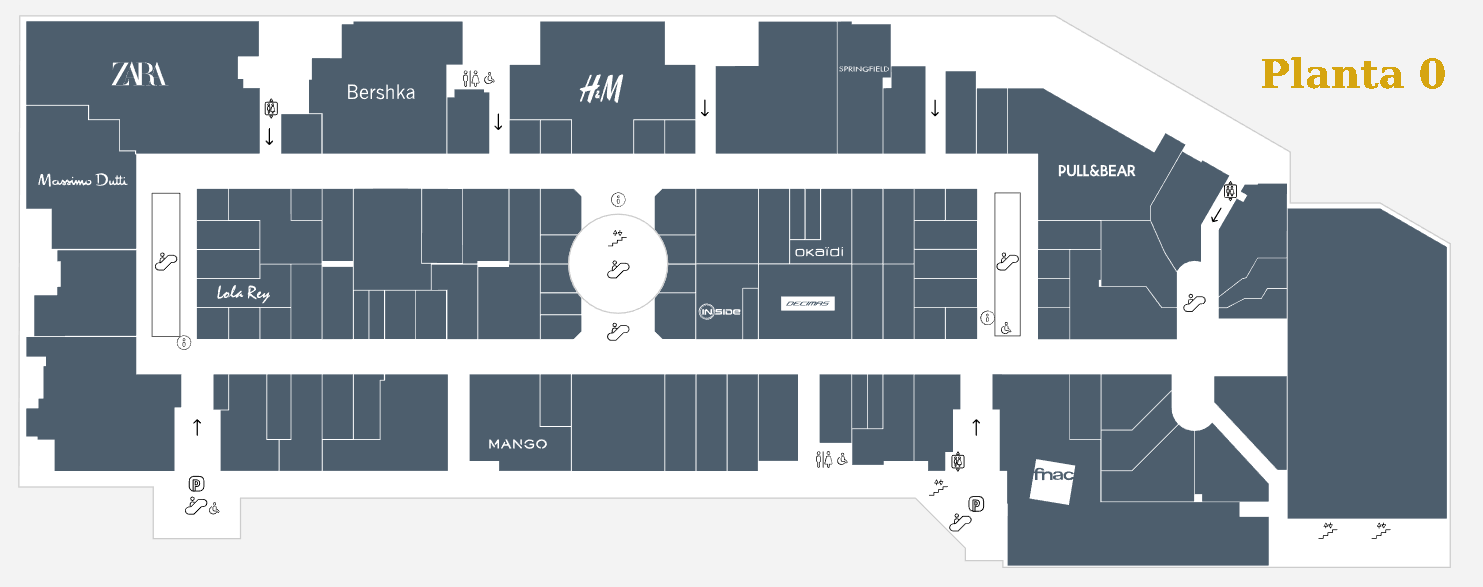 Planta 0
ZARA
Bershka
H&M
SPRINGFIELD
Massimo Dutti
PULL&BEAR
OKAÏDI
Lola Rey
INSIDE
DECIMAS
MANGO
fnac
P
P